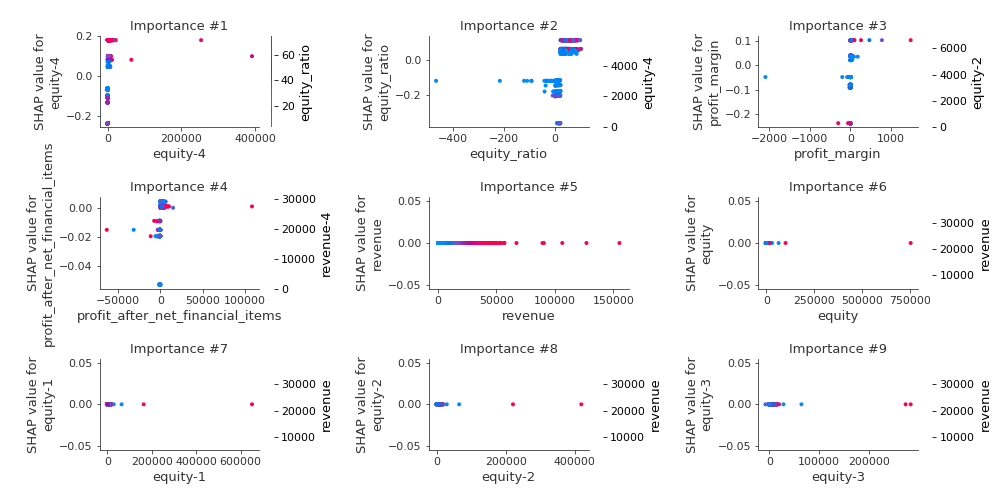 Importance #1
SHAP value for
equity-4
0.2
0.0
−0.2
0
200000
400000
equity-4
60
40
20
equity_ratio
Importance #2
SHAP value for
equity_ratio
0.0
−0.2
−400
−200
0
equity_ratio
4000
2000
0
equity-4
Importance #3
SHAP value for
profit_margin
0.1
0.0
−0.1
−0.2
−2000
−1000
0
1000
profit_margin
6000
4000
2000
0
equity-2
Importance #4
SHAP value for
profit_after_net_financial_items
0.00
−0.02
−0.04
−50000
0
50000
100000
profit_after_net_financial_items
30000
20000
10000
0
revenue-4
Importance #5
SHAP value for
revenue
0.05
0.00
−0.05
0
50000
100000
150000
revenue
Importance #6
SHAP value for
equity
0.05
0.00
−0.05
0
250000
500000
750000
equity
30000
20000
10000
revenue
Importance #7
SHAP value for
equity-1
0.05
0.00
−0.05
0
200000
400000
600000
equity-1
30000
20000
10000
revenue
Importance #8
SHAP value for
equity-2
0.05
0.00
−0.05
0
200000
400000
equity-2
30000
20000
10000
revenue
Importance #9
SHAP value for
equity-3
0.05
0.00
−0.05
0
100000
200000
equity-3
30000
20000
10000
revenue